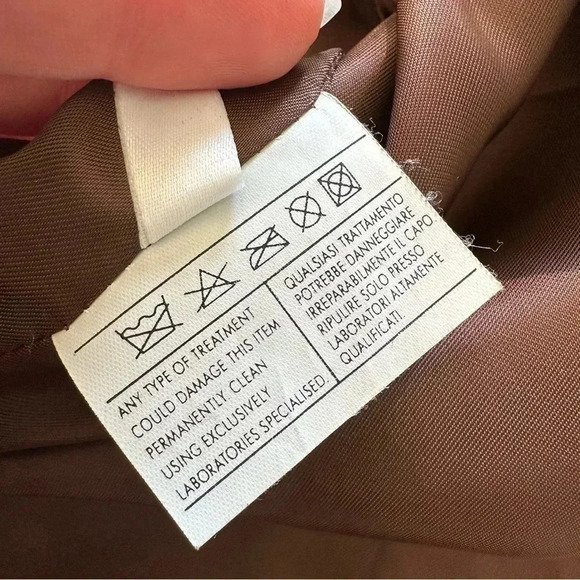 ANY TYPE OF TREATMENT
COULD DAMAGE THIS ITEM
PERMANENTLY CLEAN
USING EXCLUSIVELY
LABORATORIES SPECIALISED
QUALSIASI TRATTAMENTO
POTREBBE DANNEGGIARE
IRREPARABILMENTE IL CAPO
RIPULIRE SOLO PRESSO
LABORATORI ALTAMENTE
QUALIFICATI